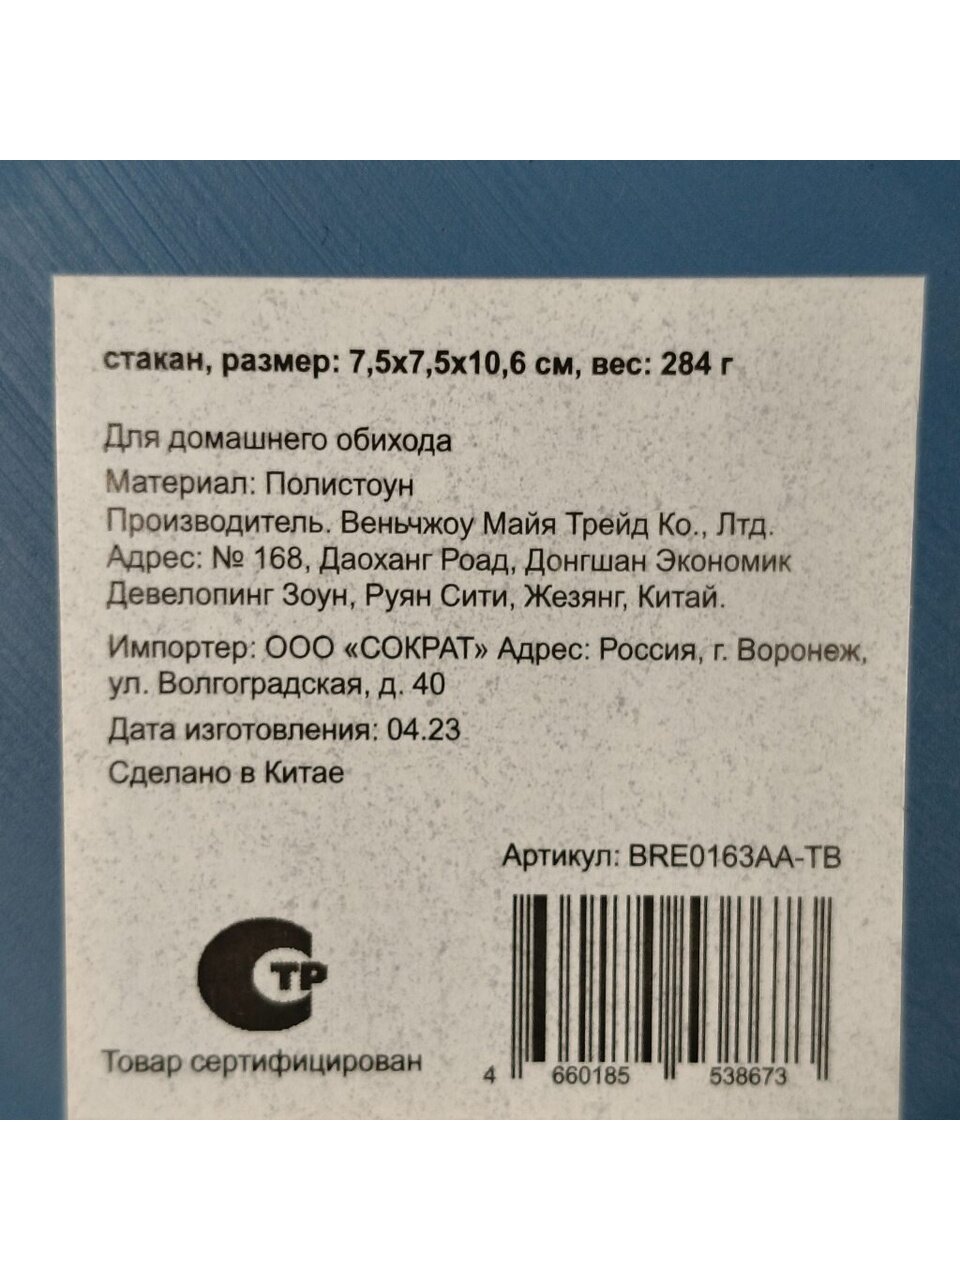 стакан, размер: 7,5х7,5х10,6 см, вес: 284 г
Для домашнего обихода
Материал: Полистоун
Производитель. Веньчжоу Майя Трейд Ко., Лтд.
Адрес: № 168, Даоханг Роад, Донгшан Экономик
Девелопинг Зоун, Руян Сити, Жезянг, Китай.
Импортер: ООО «СОКРАТ» Адрес: Россия, г. Воронеж,
ул. Волгоградская, д. 40
Дата изготовления: 04.23
Сделано в Китае
Артикул: BRE0163AA-TB
СТР
Товар сертифицирован
4 660185 538673